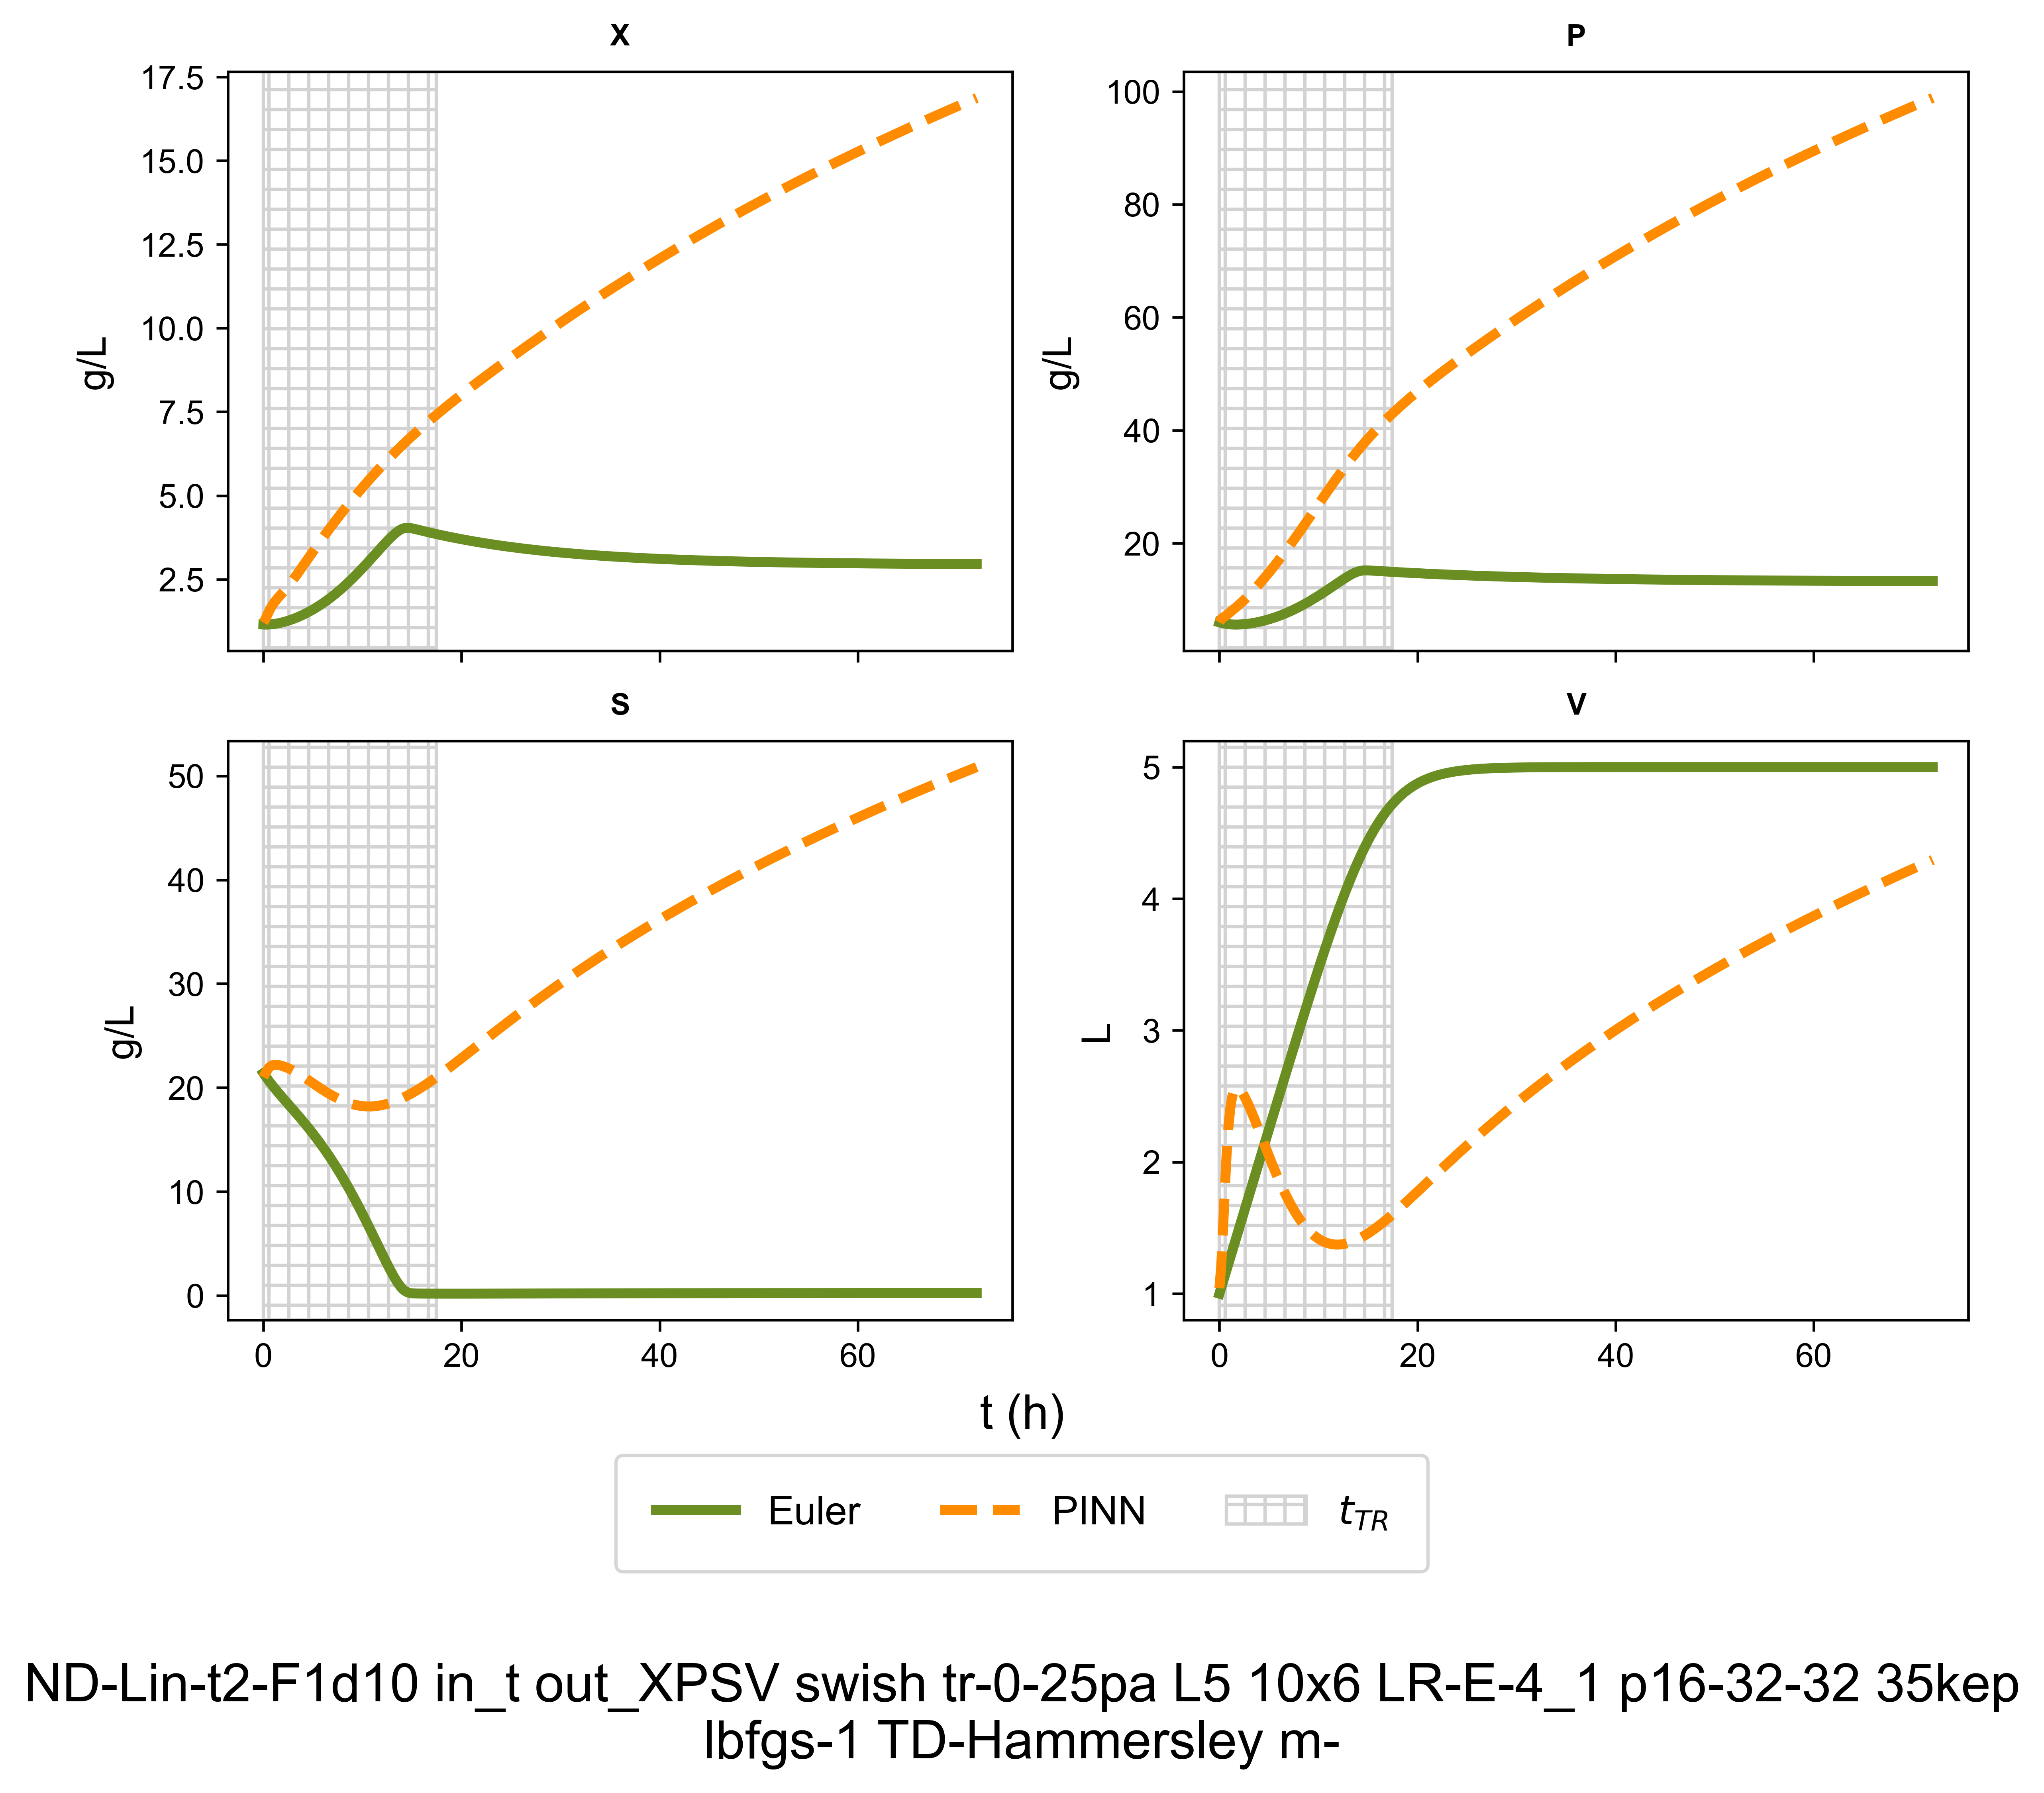 X
P
17.5
15.0
12.5
10.0
7.5
5.0
2.5
g/L
100
80
60
40
20
g/L
S
V
50
40
30
20
10
0
g/L
5
4
3
2
1
L
0 20 40 60
0 20 40 60
t (h)
Euler PINN t_TR
ND-Lin-t2-F1d10 in_t out_XPSV swish tr-0-25pa L5 10x6 LR-E-4_1 p16-32-32 35kep
lbfgs-1 TD-Hammersley m-